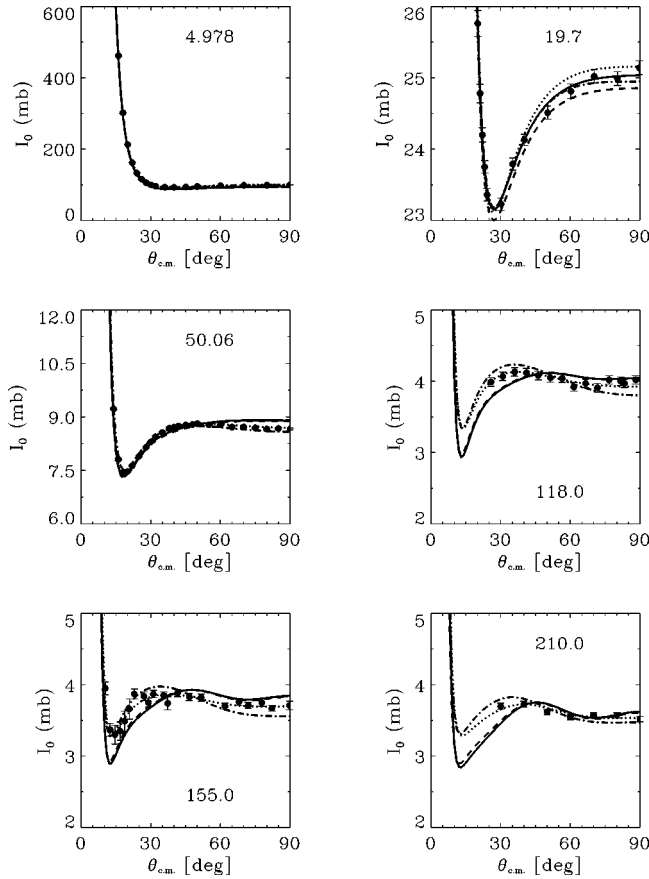 600
400
200
0
I₀ (mb)
4.978
0 30 60 90
θc.m. [deg]
26
25
24
23
I₀ (mb)
19.7
0 30 60 90
θc.m. [deg]
12.0
10.5
9.0
7.5
6.0
I₀ (mb)
50.06
0 30 60 90
θc.m. [deg]
5
4
3
2
I₀ (mb)
118.0
0 30 60 90
θc.m. [deg]
5
4
3
2
I₀ (mb)
155.0
0 30 60 90
θc.m. [deg]
5
4
3
2
I₀ (mb)
210.0
0 30 60 90
θc.m. [deg]